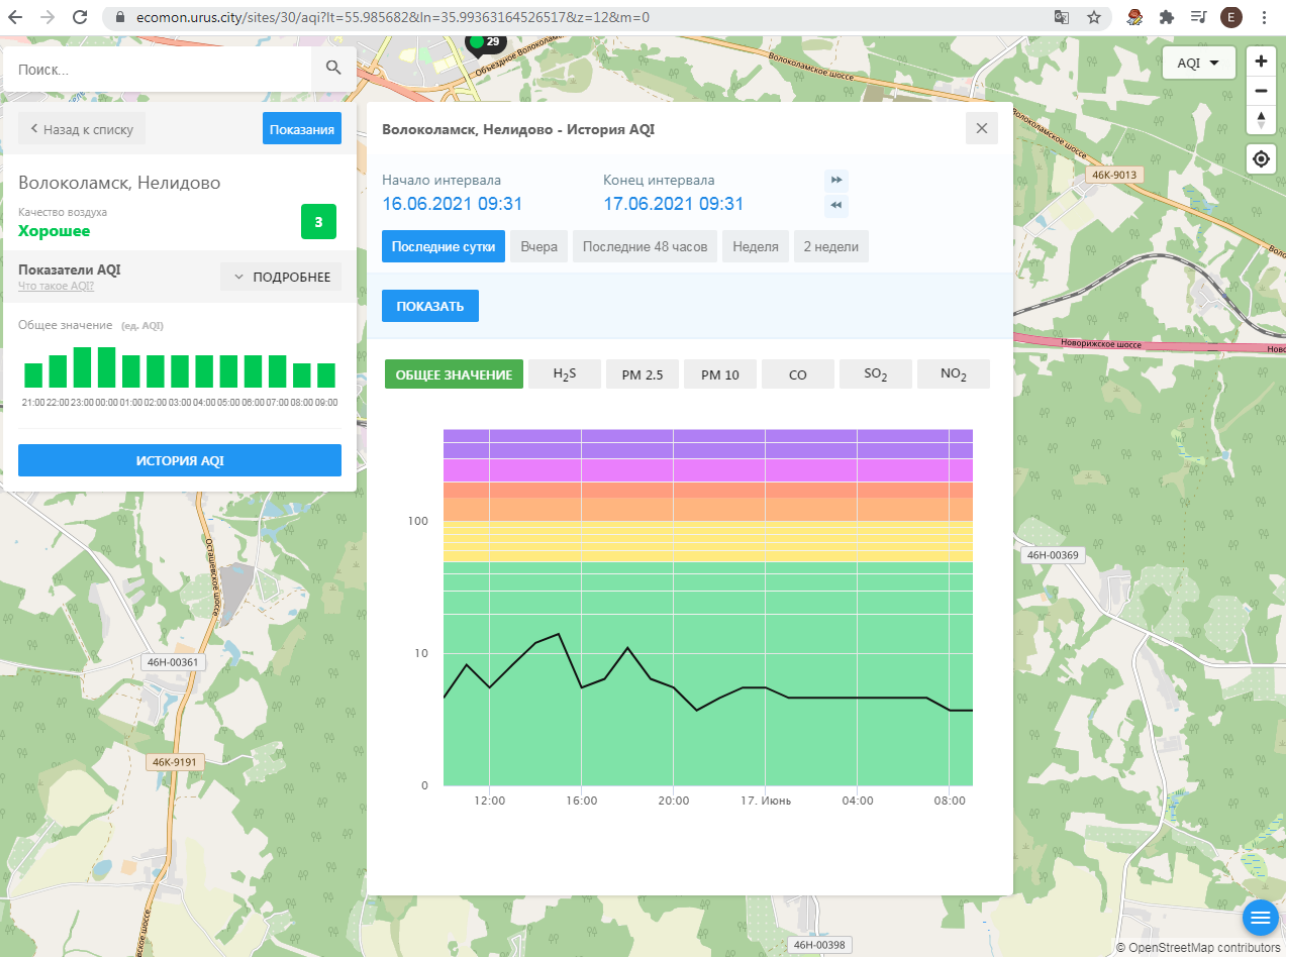 ecomon.urus.city/sites/30/aqi?lt=55.985682&ln=35.99363164526517&z=12&m=0
E
29
Объездное Волоколамск
Волоколамское шоссе
Поиск...
AQI
+
−
Назад к списку
Показания
Волоколамск, Нелидово - История AQI
Волоколамское шоссе
46К-9013
Начало интервала
Конец интервала
16.06.2021 09:31
17.06.2021 09:31
Волоколамск, Нелидово
Качество воздуха
Хорошее
3
Последние сутки
Вчера
Последние 48 часов
Неделя
2 недели
Показатели AQI
Что такое AQI?
ПОДРОБНЕЕ
ПОКАЗАТЬ
Общее значение (ед. AQI)
Новорижское шоссе
Ново
21:00 22:00 23:00 00:00 01:00 02:00 03:00 04:00 05:00 06:00 07:00 08:00 09:00
ОБЩЕЕ ЗНАЧЕНИЕ
H₂S
PM 2.5
PM 10
CO
SO₂
NO₂
ИСТОРИЯ AQI
100
10
0
12:00
16:00
20:00
17. Июнь
04:00
08:00
Осташёвское шоссе
46Н-00369
46Н-00361
46К-9191
46Н-00398
© OpenStreetMap contributors